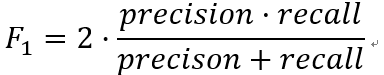 F₁ = 2 · precision · recall / precison + recall